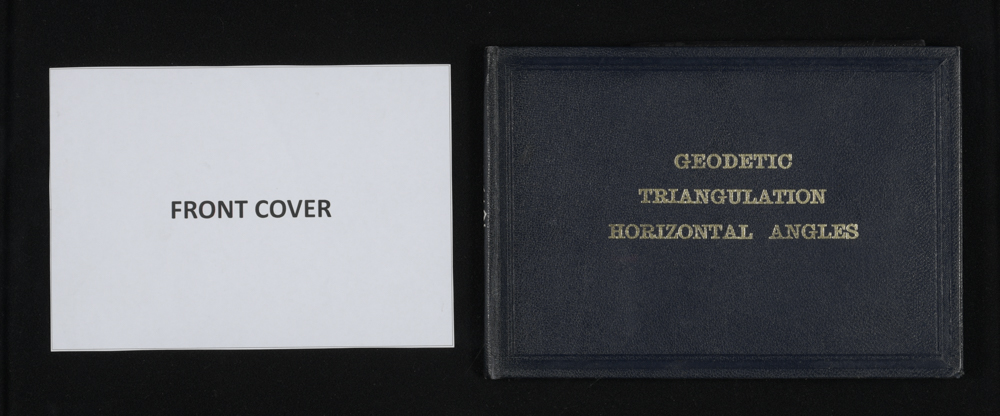 FRONT COVER
GEODETIC
TRIANGULATION
HORIZONTAL ANGLES